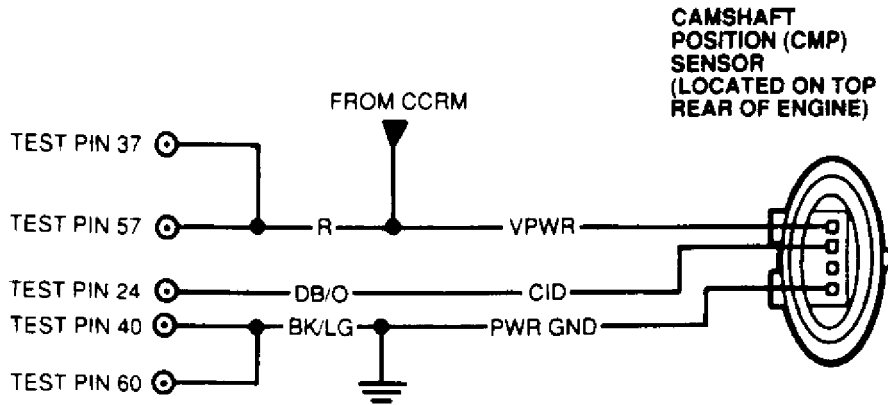 CAMSHAFT
POSITION (CMP)
SENSOR
(LOCATED ON TOP
REAR OF ENGINE)
FROM CCRM
TEST PIN 37
TEST PIN 57 R VPWR
TEST PIN 24 DB/O CID
TEST PIN 40 BK/LG PWR GND
TEST PIN 60